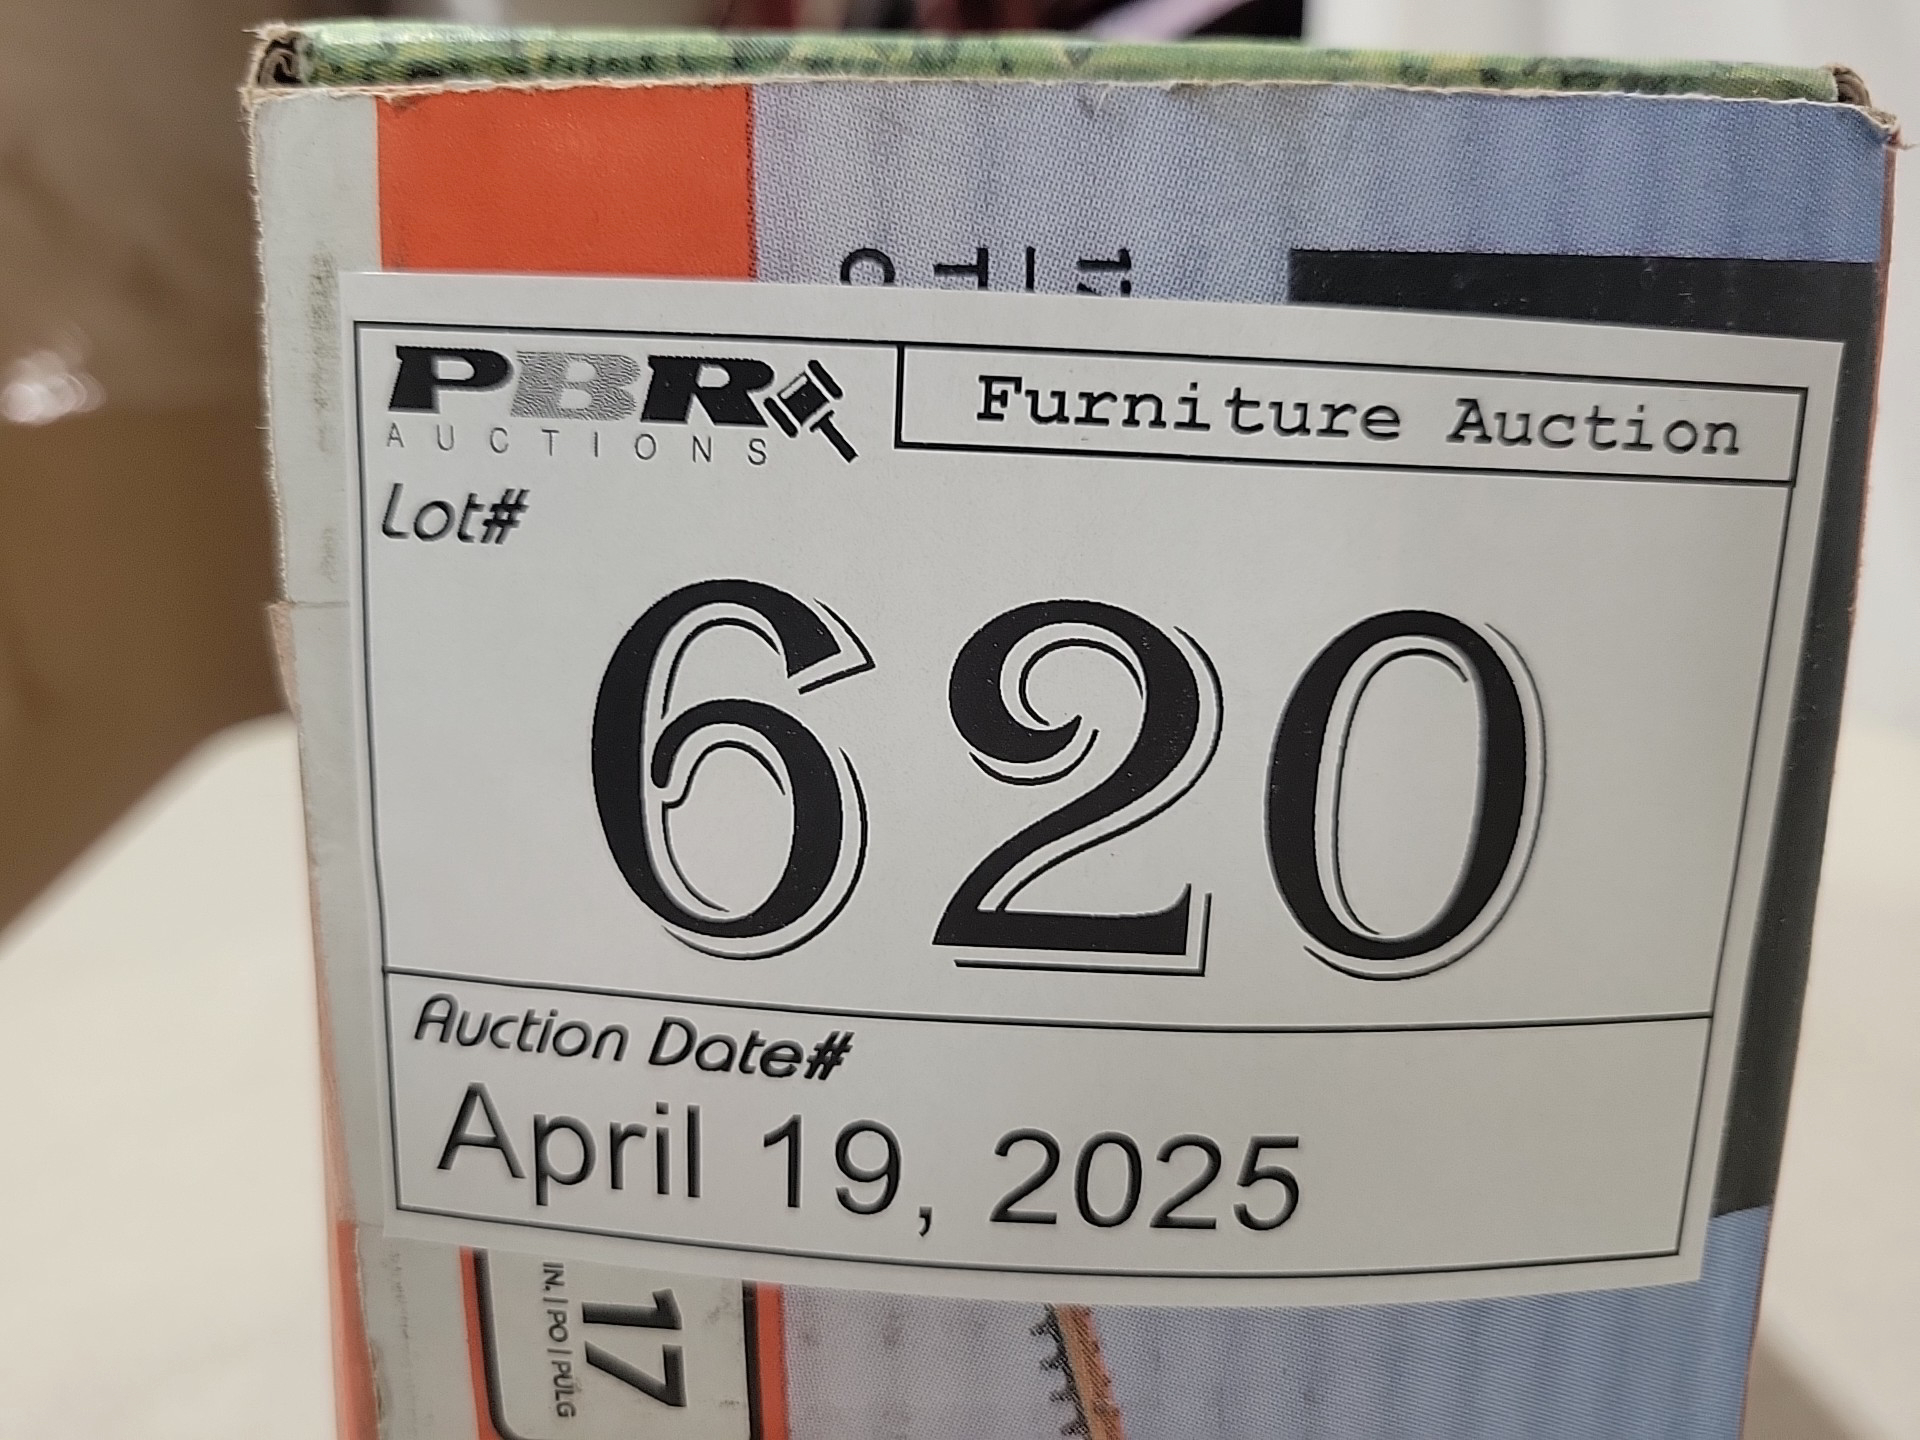 PBR
AUCTIONS
Furniture Auction
Lot#
620
Auction Date#
April 19, 2025
17
IN. | PO | PULG